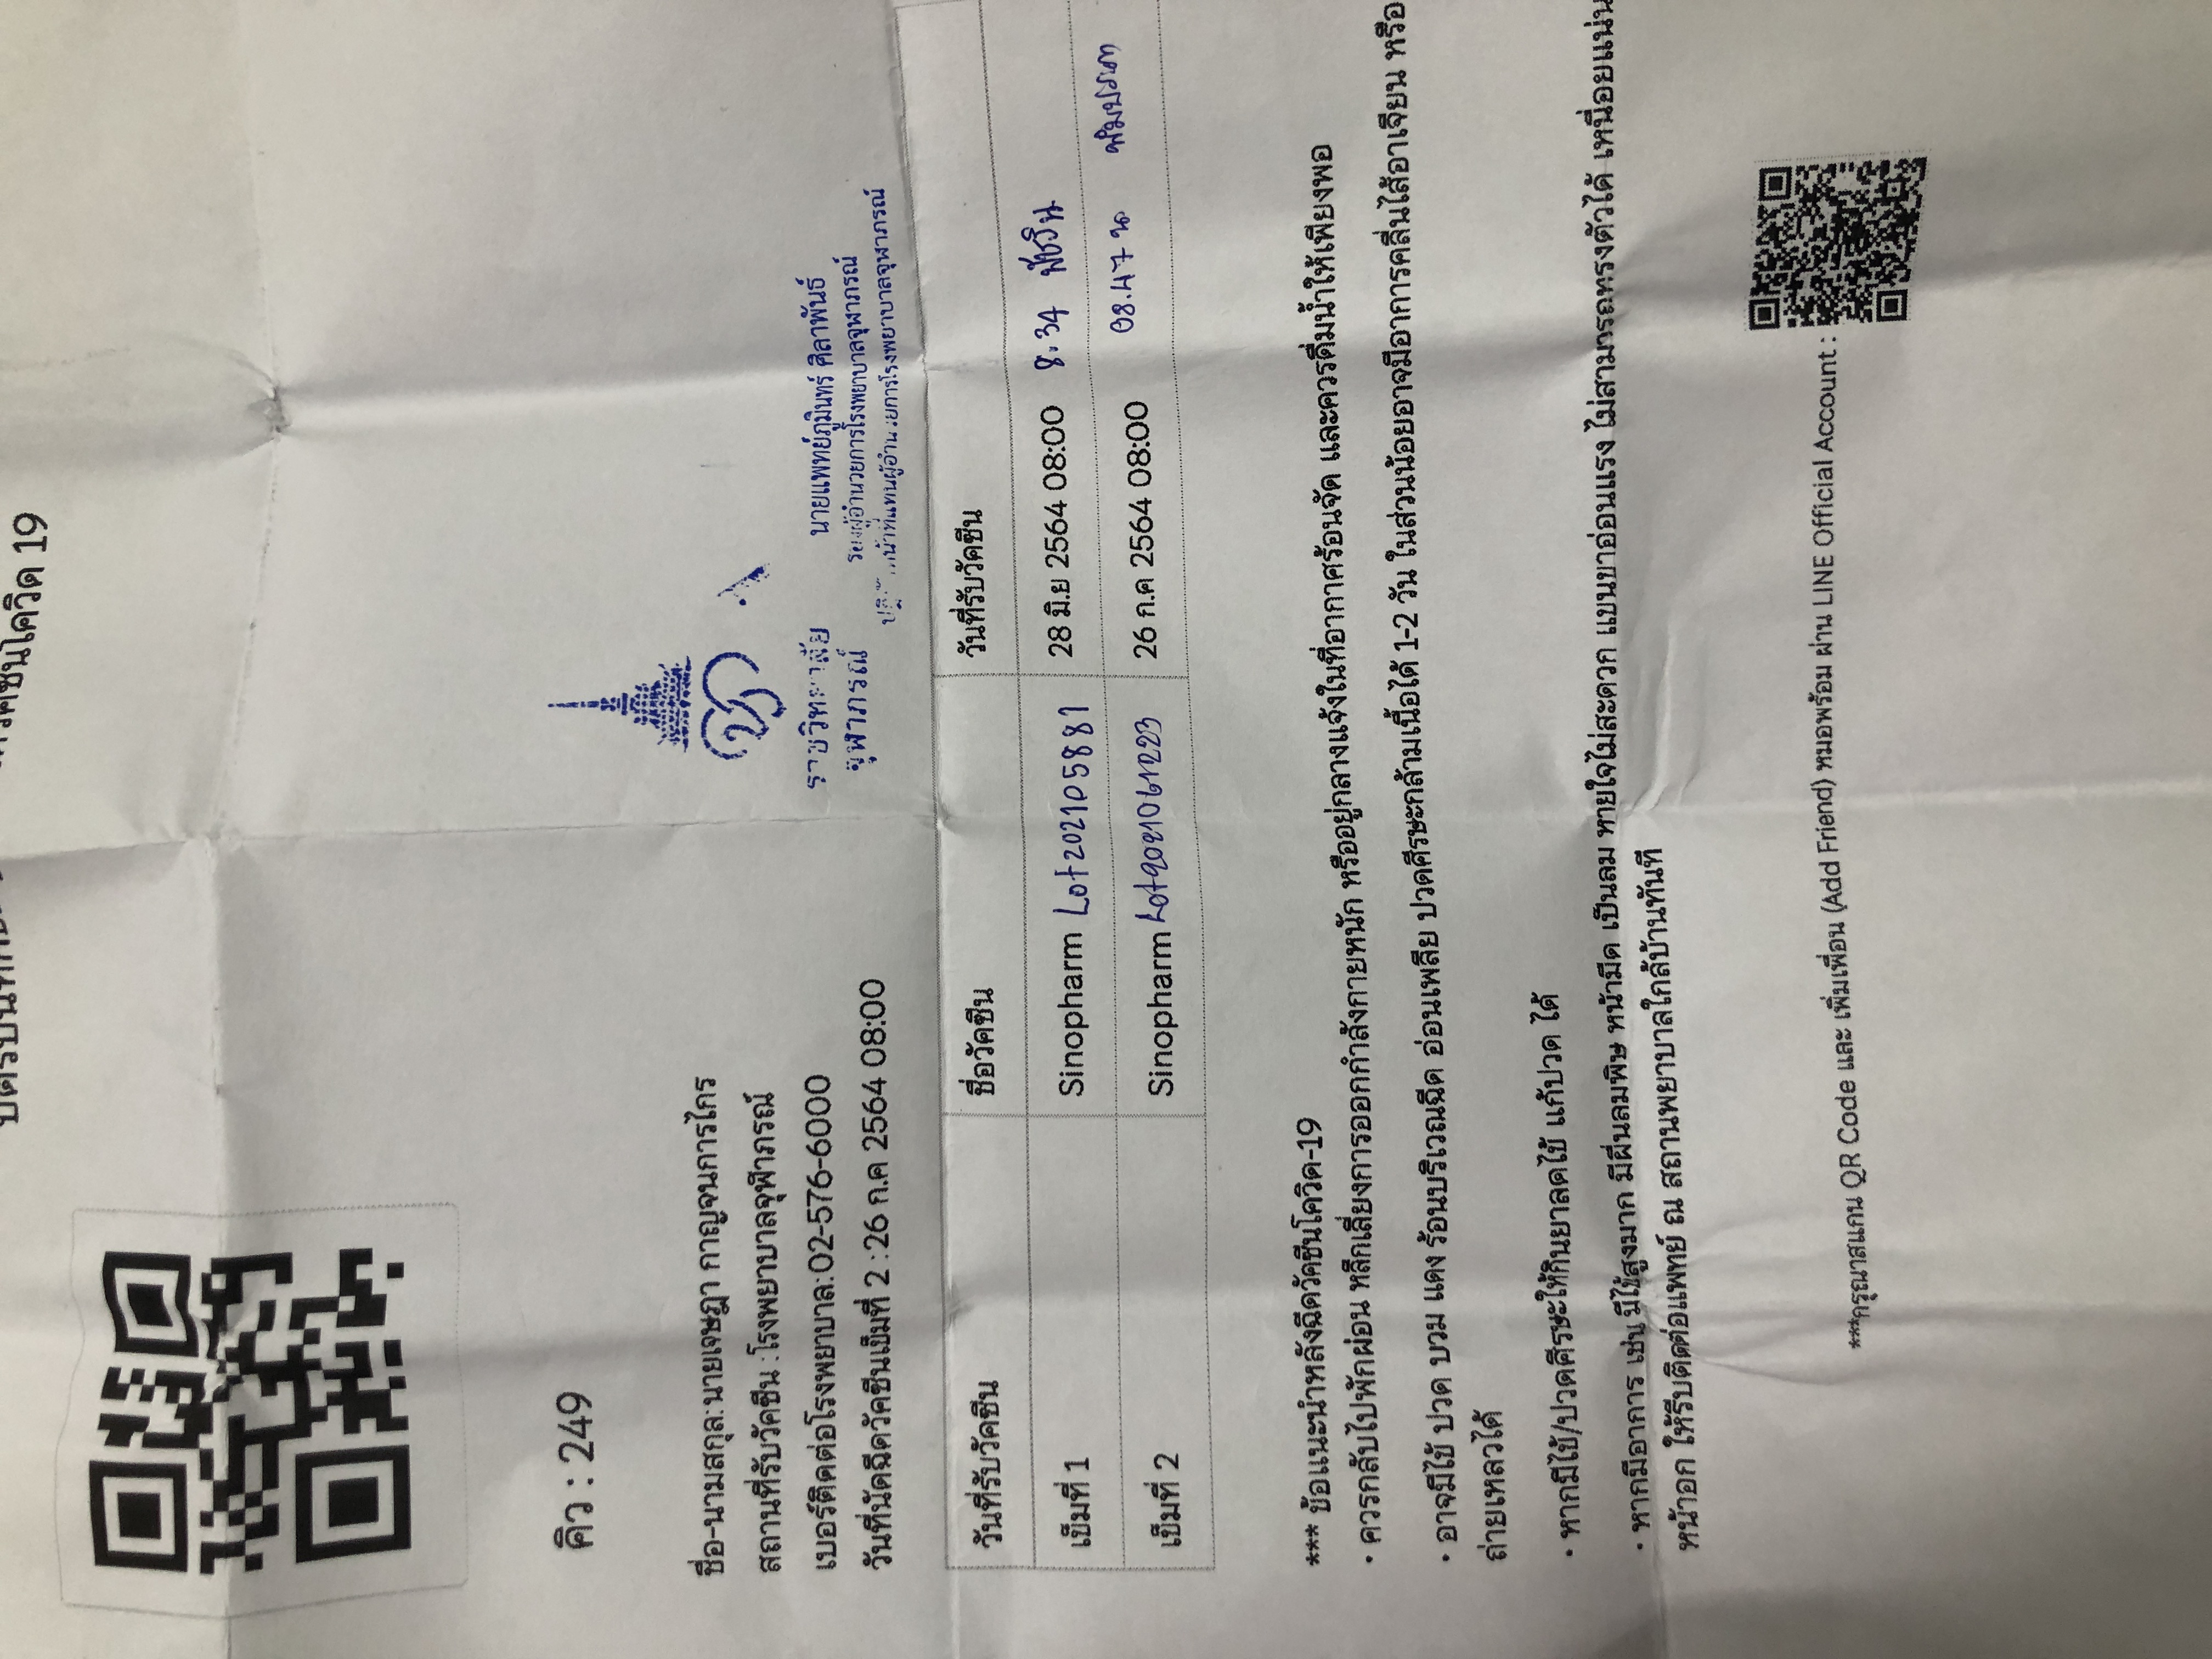 โควิด 19
คิว : 249
ชื่อ-นามสกุล:นายเจษฎา กาญจนการไกร
สถานที่รับวัคซีน :โรงพยาบาลจุฬาภรณ์
เบอร์ติดต่อโรงพยาบาล:02-576-6000
วันที่นัดฉีดวัคซีนเข็มที่ 2 :26 ก.ค 2564 08:00
ราชวิทยาลัย
จุฬาภรณ์
นายแพทย์ภูมินทร์ ศิลาพันธ์
รองผู้อำนวยการโรงพยาบาลจุฬาภรณ์
ปฏิบัติหน้าที่แทนผู้อำนวยการโรงพยาบาลจุฬาภรณ์
วันที่รับวัคซีน ชื่อวัคซีน วันที่รับวัคซีน
เข็มที่ 1 Sinopharm Lot202105881 28 มิ.ย 2564 08:00 8.34 พัชริน
เข็มที่ 2 Sinopharm Lot2021061223 26 ก.ค 2564 08:00 08.47 น
*** ข้อแนะนำหลังฉีดวัคซีนโควิด-19
• ควรกลับไปพักผ่อน หลีกเลี่ยงการออกกำลังกายหนัก หรืออยู่กลางแจ้งในที่อากาศร้อนจัด และควรดื่มน้ำให้เพียงพอ
• อาจมีไข้ ปวด บวม แดง ร้อนบริเวณฉีด อ่อนเพลีย ปวดศีรษะกล้ามเนื้อได้ 1-2 วัน ในส่วนน้อยอาจมีอาการคลื่นไส้อาเจียน หรือ
ถ่ายเหลวได้
• หากมีไข้/ปวดศีรษะให้กินยาลดไข้ แก้ปวด ได้
• หากมีอาการ เช่น มีไข้สูงมาก มีผื่นลมพิษ หน้ามืด เป็นลม หายใจไม่สะดวก แขนขาอ่อนแรง ไม่สามารถทรงตัวได้ เหนื่อยแน่น
หน้าอก ให้รีบติดต่อแพทย์ ณ สถานพยาบาลใกล้บ้านทันที
***กรุณาสแกน QR Code และ เพิ่มเพื่อน (Add Friend) หมอพร้อม ผ่าน LINE Official Account :